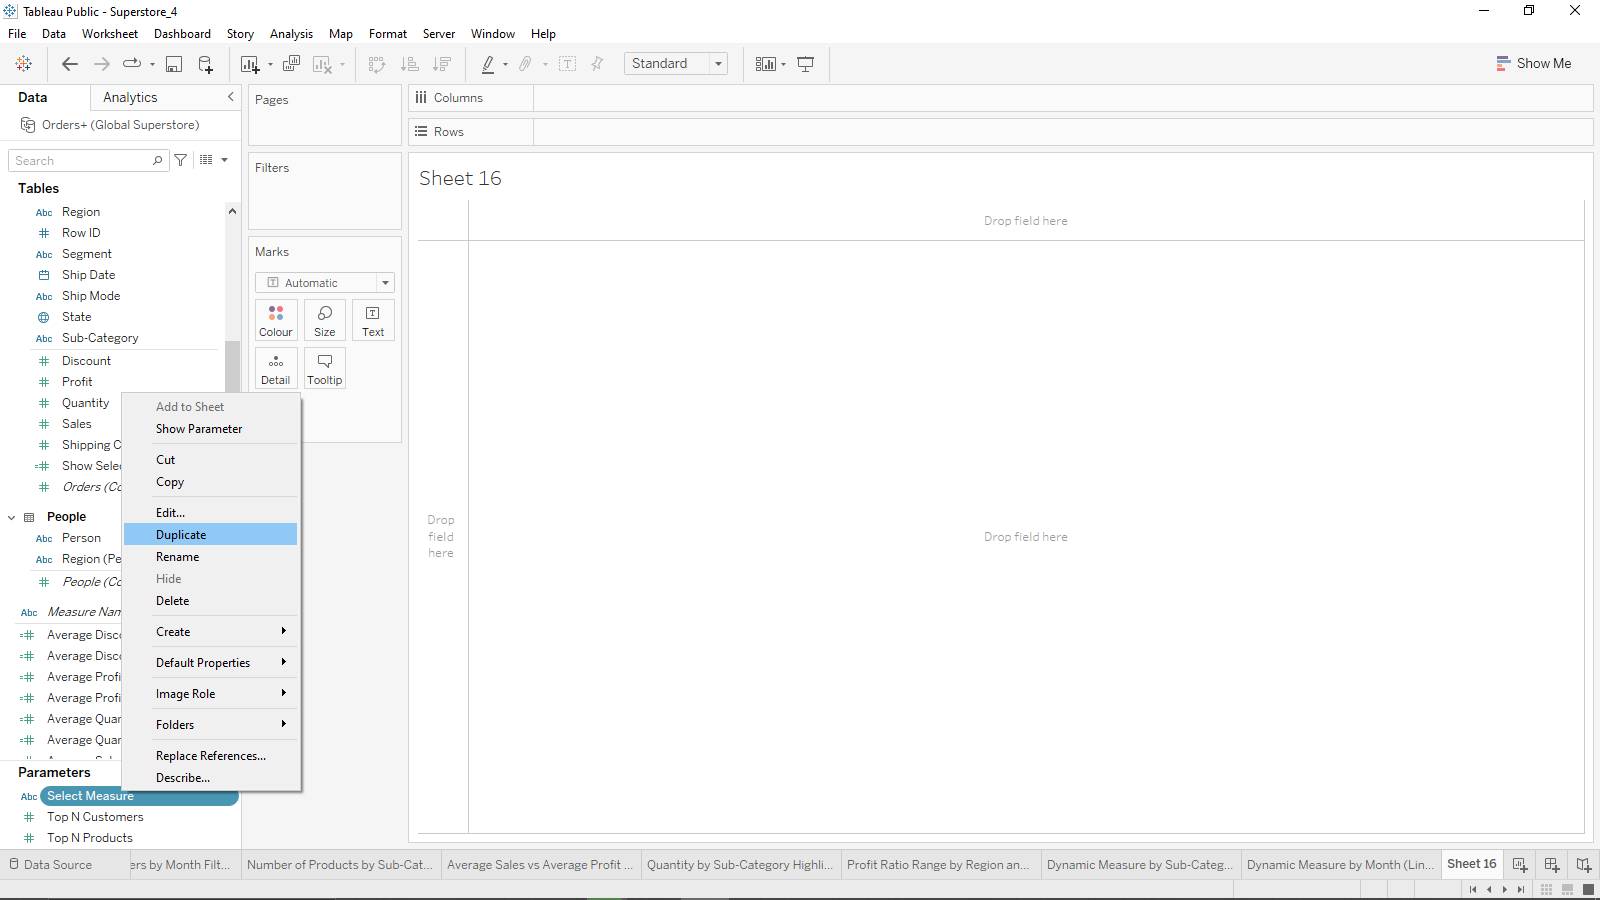 Tableau Public - Superstore_4
File Data Worksheet Dashboard Story Analysis Map Format Server Window Help
Standard
Show Me
Data Analytics
Orders+ (Global Superstore)
Search
Tables
Abc Region
Row ID
Abc Segment
Ship Date
Abc Ship Mode
State
Abc Sub-Category
Discount
Profit
Quantity
Sales
Shipping C
Show Selec
Orders (Co
People
Abc Person
Abc Region (Pe
People (Co
Abc Measure Nam
Average Disco
Average Disco
Average Profi
Average Profi
Average Quan
Average Quan
Parameters
Abc Select Measure
Top N Customers
Top N Products
Add to Sheet
Show Parameter
Cut
Copy
Edit...
Duplicate
Rename
Hide
Delete
Create
Default Properties
Image Role
Folders
Replace References...
Describe...
Pages
Filters
Marks
Automatic
Colour Size Text
Detail Tooltip
Columns
Rows
Sheet 16
Drop field here
Drop
field
here
Drop field here
Data Source
ers by Month Filt...
Number of Products by Sub-Cat...
Average Sales vs Average Profit ...
Quantity by Sub-Category Highli...
Profit Ratio Range by Region an...
Dynamic Measure by Sub-Categ...
Dynamic Measure by Month (Lin...
Sheet 16